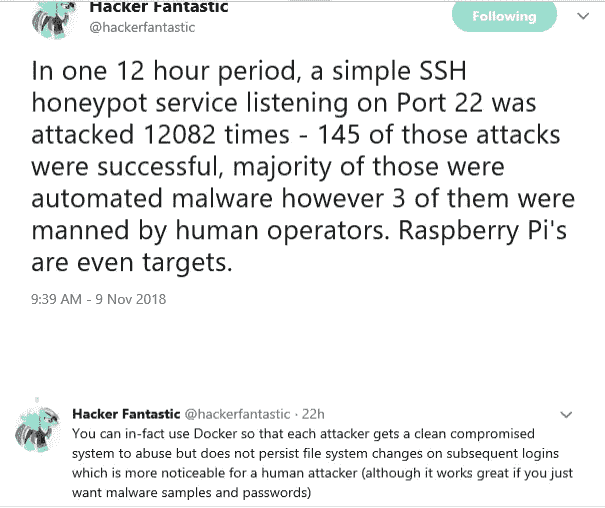 Hacker Fantastic
@hackerfantastic
Following
In one 12 hour period, a simple SSH
honeypot service listening on Port 22 was
attacked 12082 times - 145 of those attacks
were successful, majority of those were
automated malware however 3 of them were
manned by human operators. Raspberry Pi's
are even targets.
9:39 AM - 9 Nov 2018
Hacker Fantastic @hackerfantastic · 22h
You can in-fact use Docker so that each attacker gets a clean compromised
system to abuse but does not persist file system changes on subsequent logins
which is more noticeable for a human attacker (although it works great if you just
want malware samples and passwords)